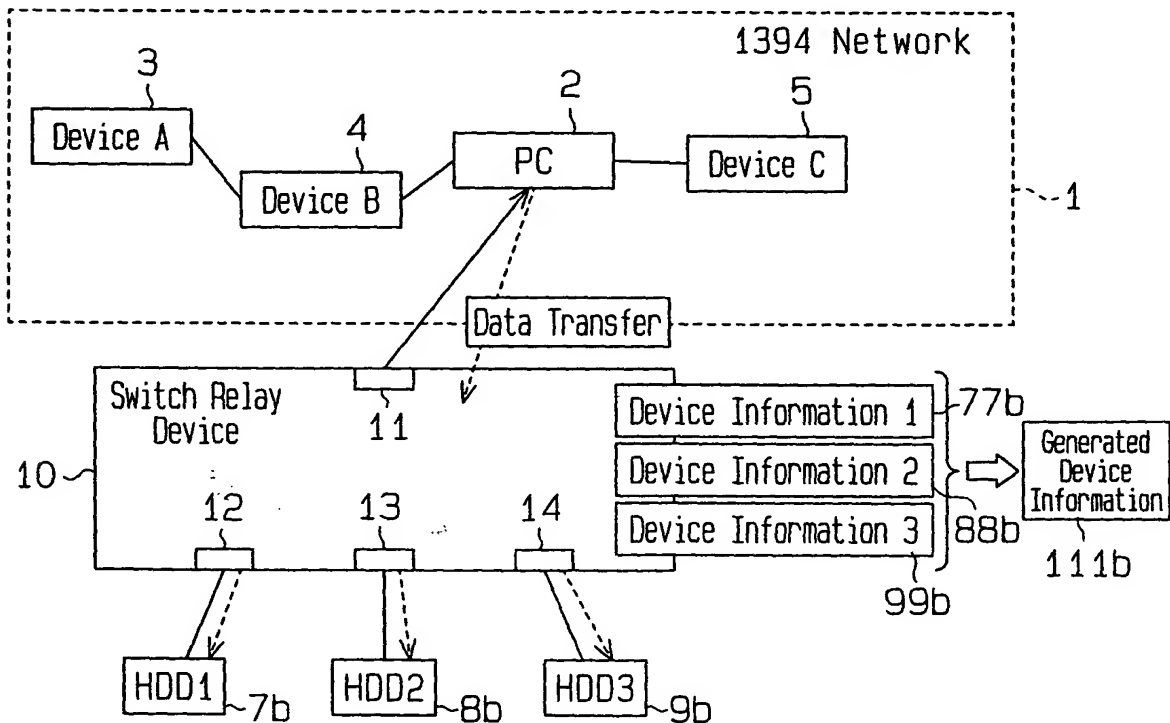 1394 Network
3
Device A
4
Device B
2
PC
5
Device C
1
Data Transfer
Switch Relay
Device
10
11
12
13
14
Device Information 1
Device Information 2
Device Information 3
77b
88b
99b
Generated
Device
Information
111b
HDD1
7b
HDD2
8b
HDD3
9b